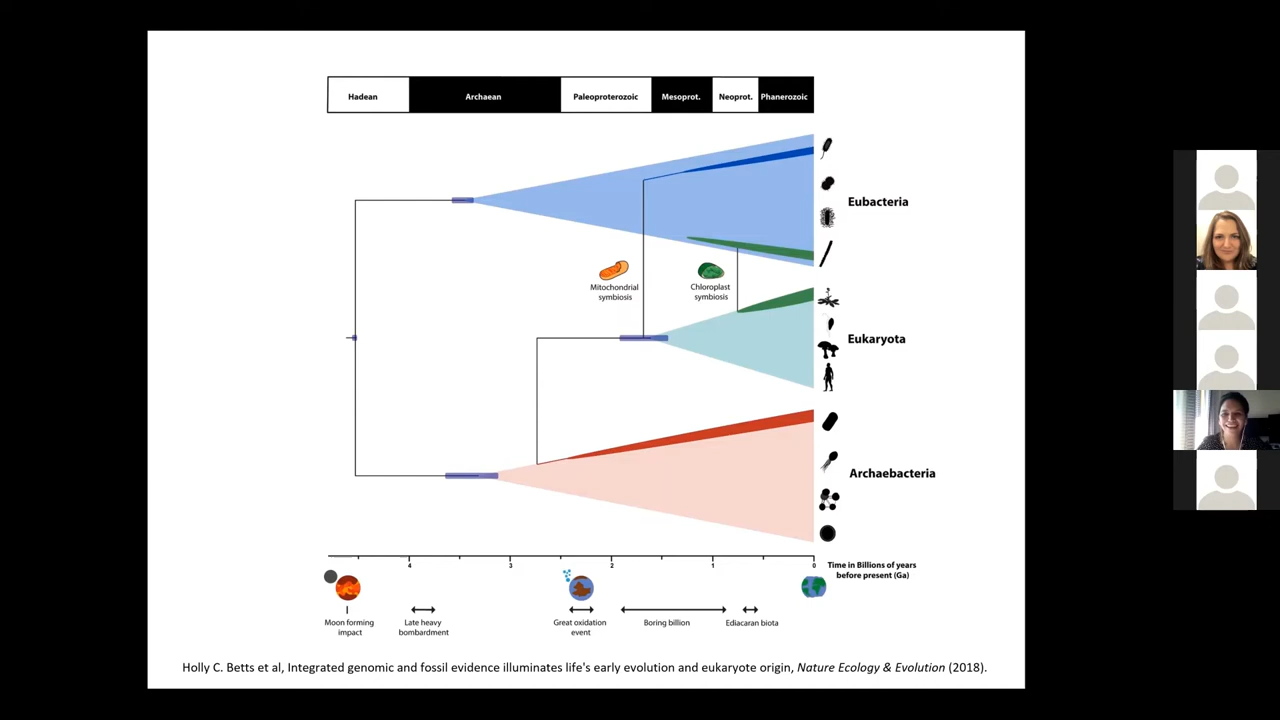 Hadean
Archaean
Paleoproterozoic
Mesoprot.
Neoprot.
Phanerozoic
Eubacteria
Mitochondrial
symbiosis
Chloroplast
symbiosis
Eukaryota
Archaebacteria
4
3
2
1
0
Time in Billions of years
before present (Ga)
Moon forming
impact
Late heavy
bombardment
Great oxidation
event
Boring billion
Ediacaran biota
Holly C. Betts et al, Integrated genomic and fossil evidence illuminates life's early evolution and eukaryote origin, Nature Ecology & Evolution (2018).